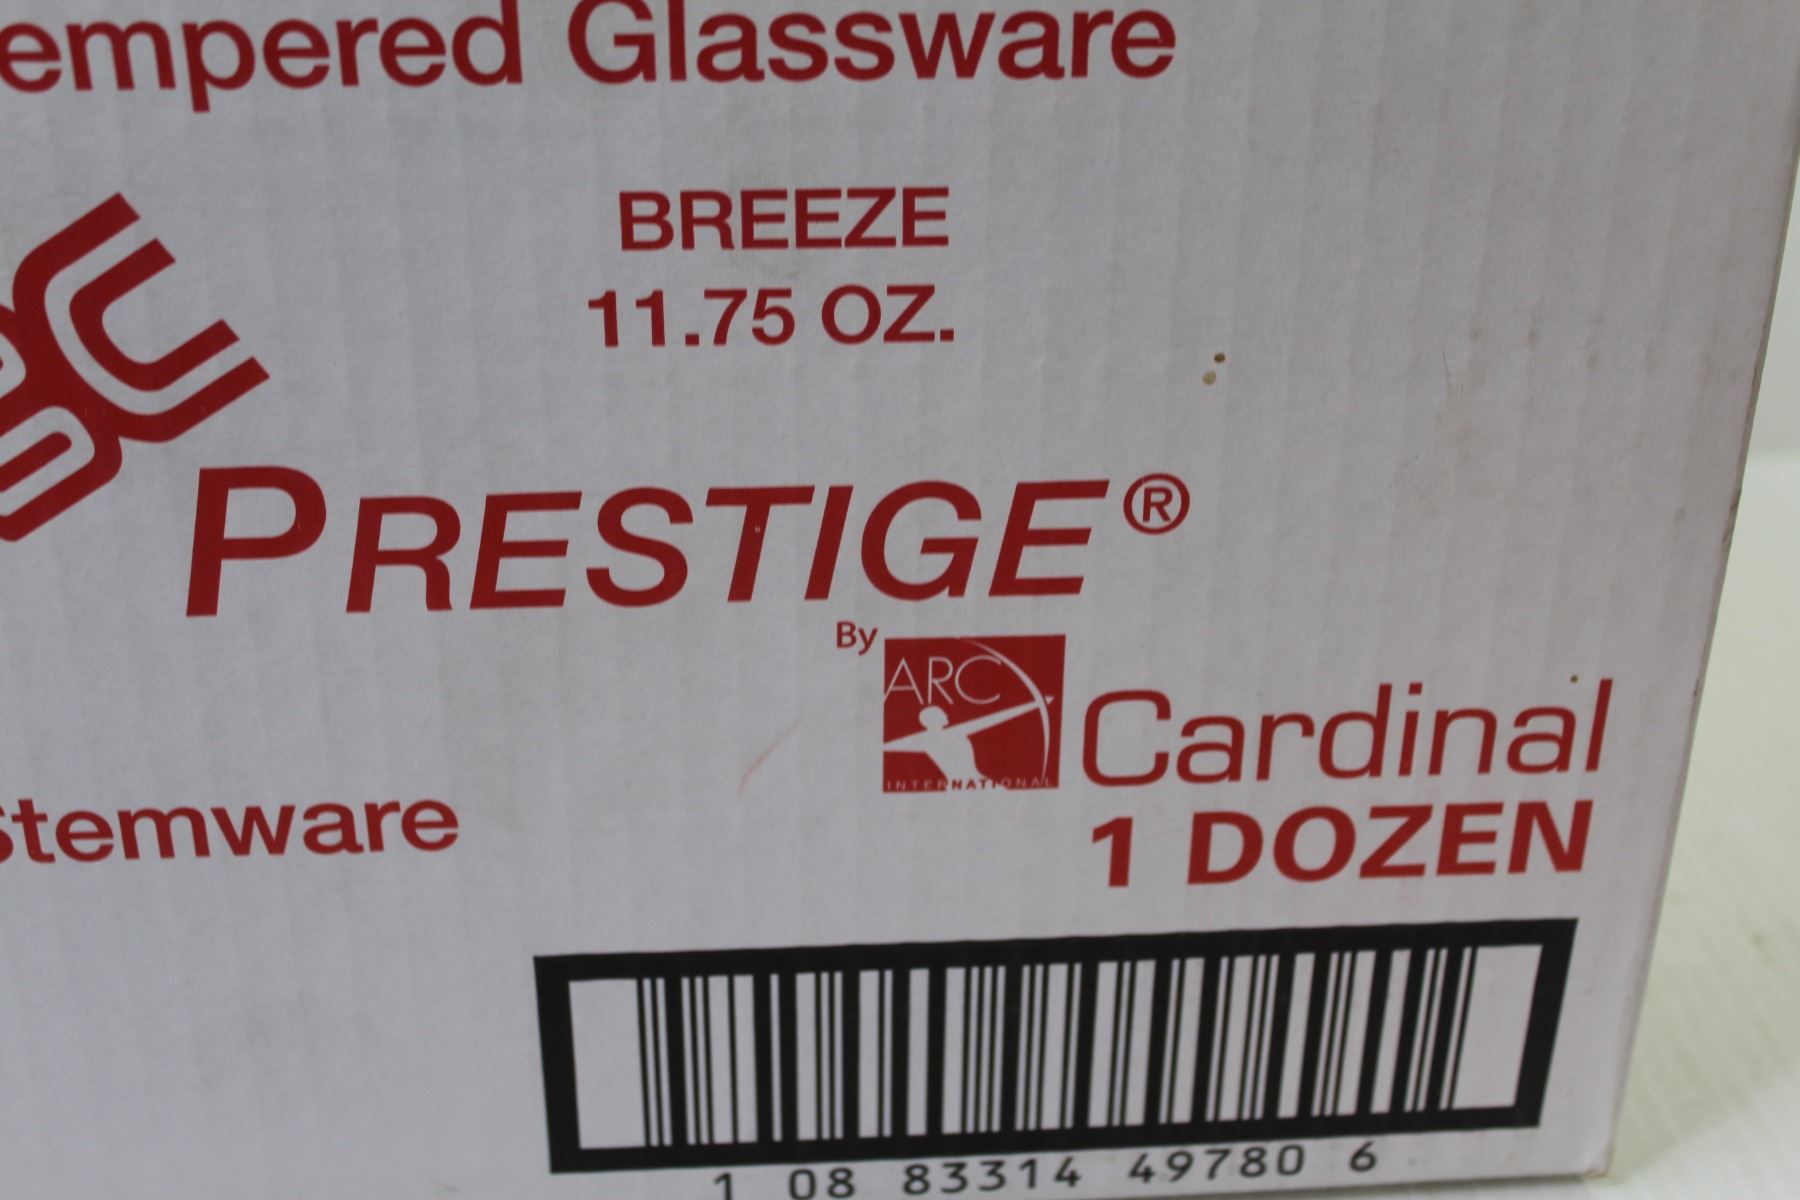 empered Glassware
BREEZE
11.75 OZ.
PRESTIGE®
By
ARC
INTERNATIONAL
Cardinal
Stemware
1 DOZEN
1 08 83314 49780 6